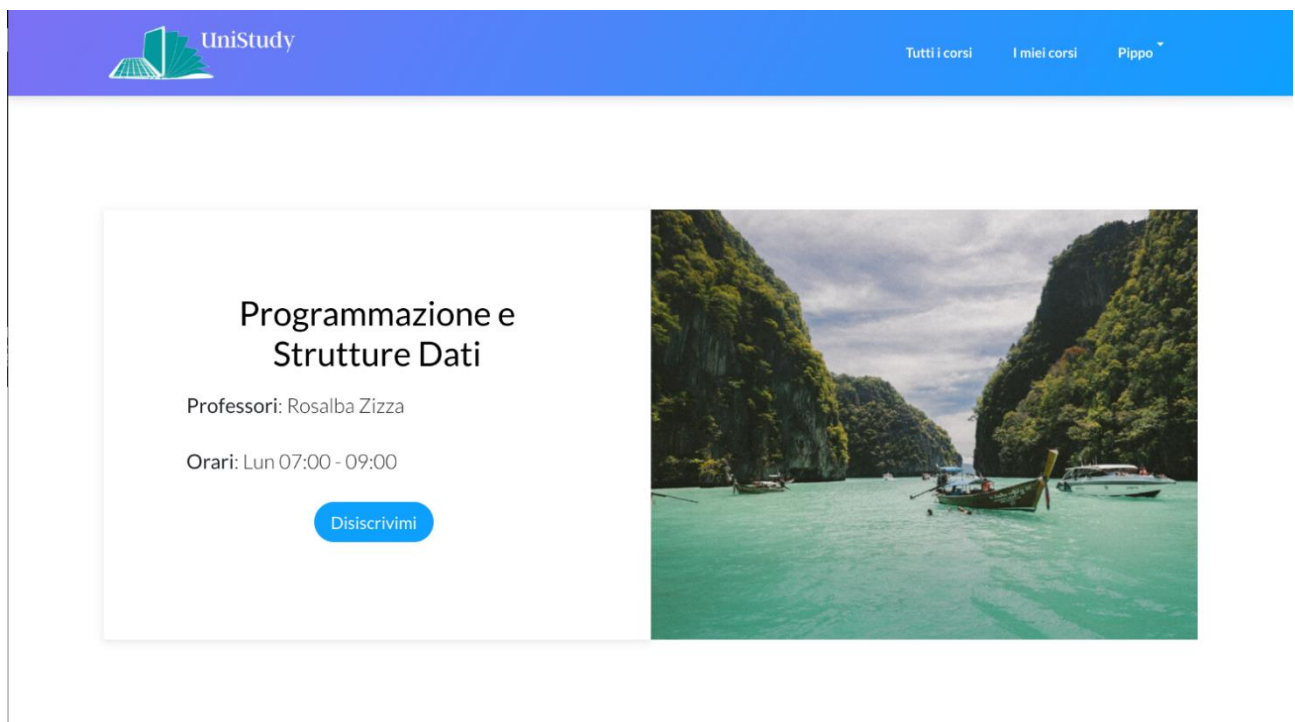 UniStudy
Tutti i corsi
I miei corsi
Pippo
Programmazione e
Strutture Dati
Professori: Rosalba Zizza
Orari: Lun 07:00 - 09:00
Disiscrivimi